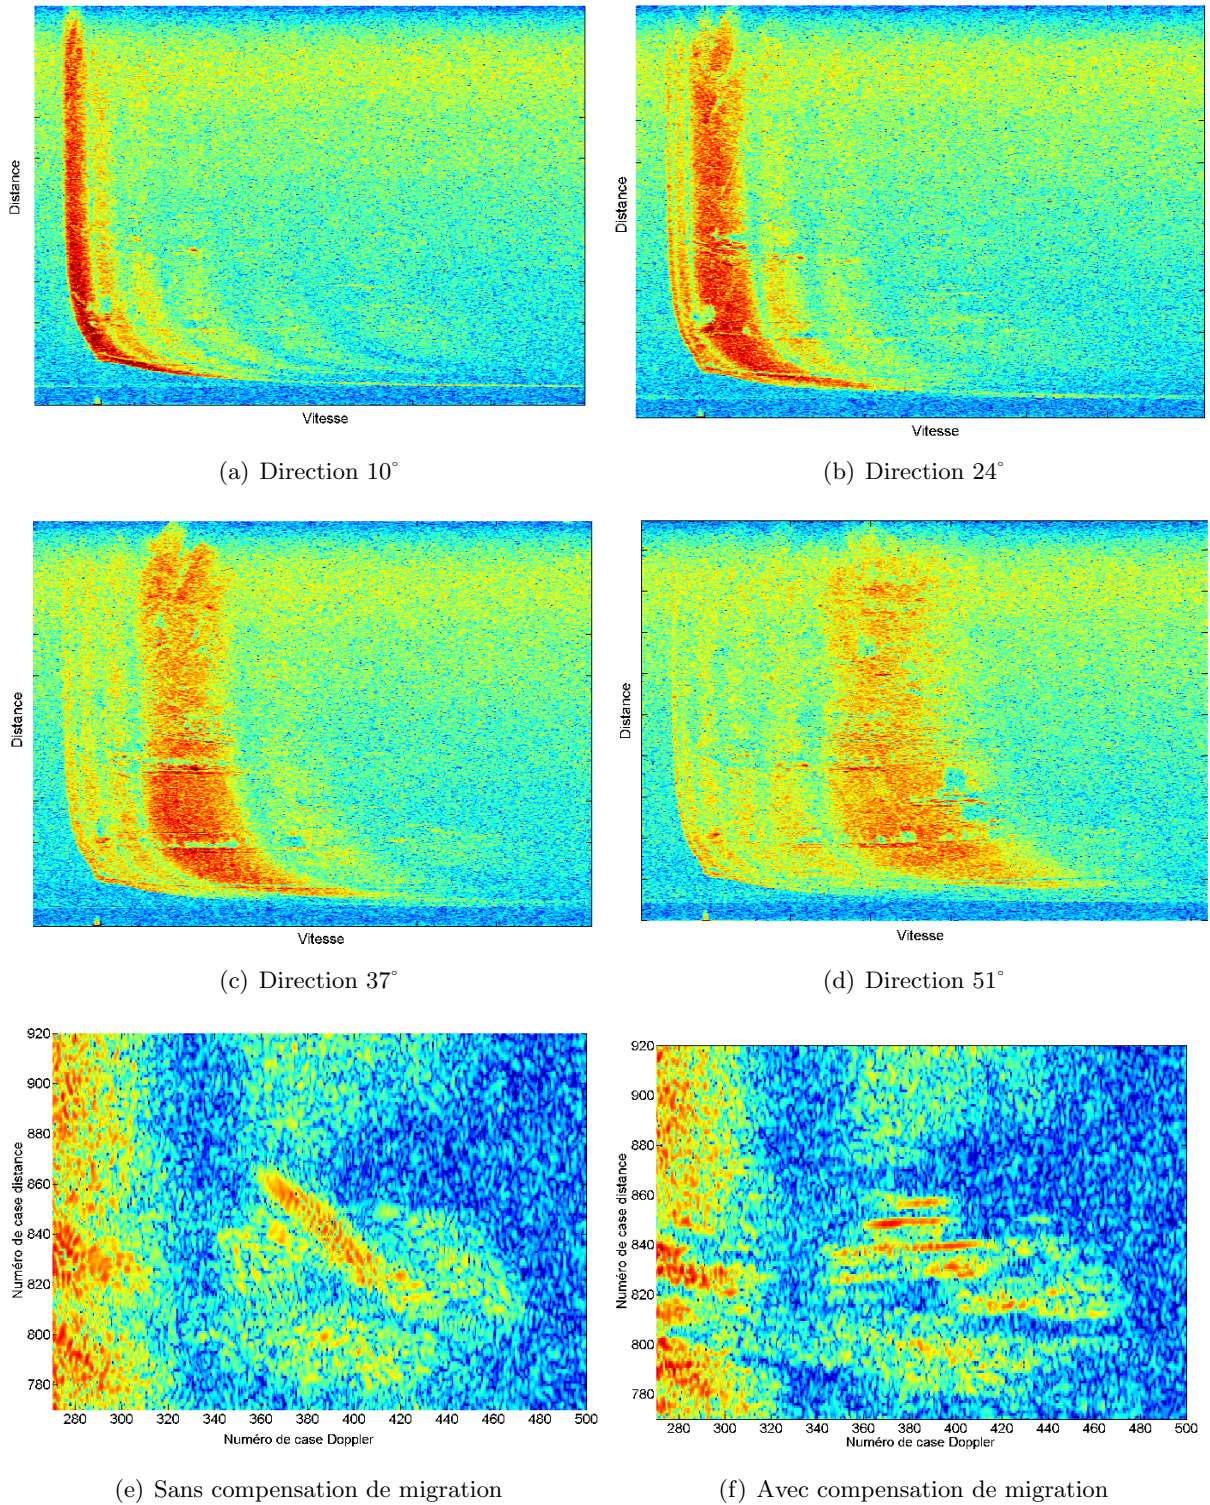 Distance
Vitesse
(a) Direction 10°
Distance
Vitesse
(b) Direction 24°
Distance
Vitesse
(c) Direction 37°
Distance
Vitesse
(d) Direction 51°
Numéro de case distance
920
900
880
860
840
820
800
780
280 300 320 340 360 380 400 420 440 460 480 500
Numéro de case Doppler
(e) Sans compensation de migration
Numéro de case distance
920
900
880
860
840
820
800
780
280 300 320 340 360 380 400 420 440 460 480 500
Numéro de case Doppler
(f) Avec compensation de migration